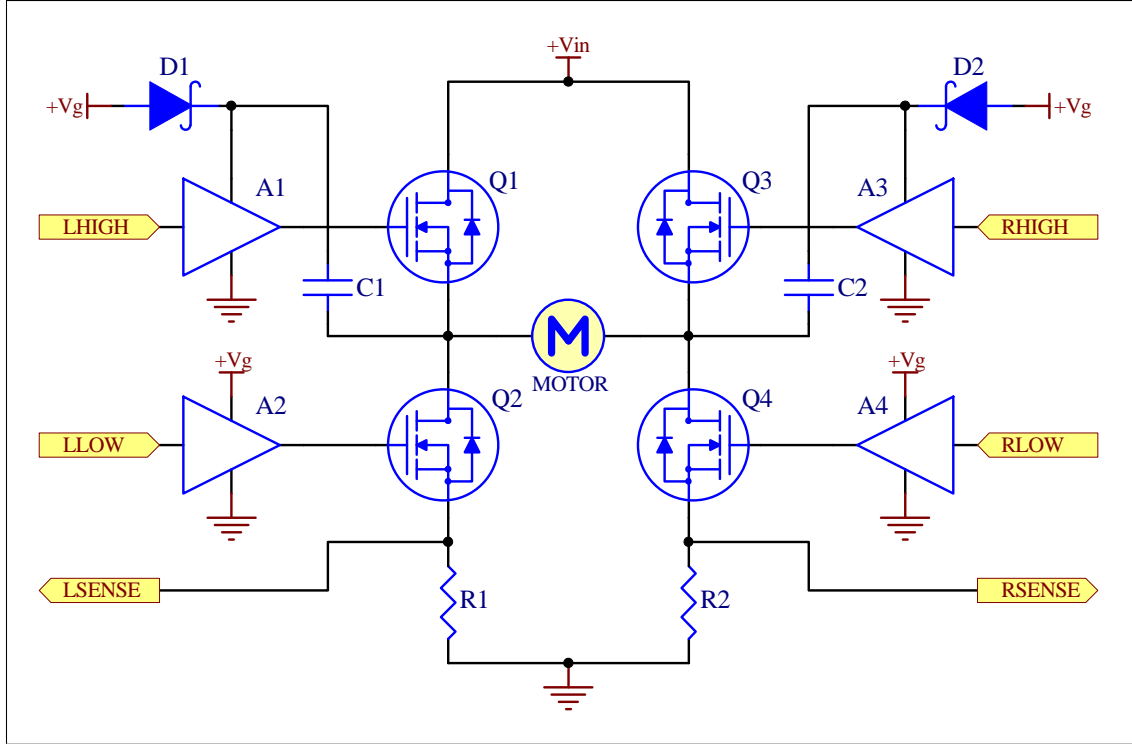 +Vin
D1
D2
+Vg
+Vg
A1
Q1
Q3
A3
LHIGH
RHIGH
C1
C2
M
+Vg
+Vg
MOTOR
A2
Q2
Q4
A4
LLOW
RLOW
LSENSE
R1
R2
RSENSE